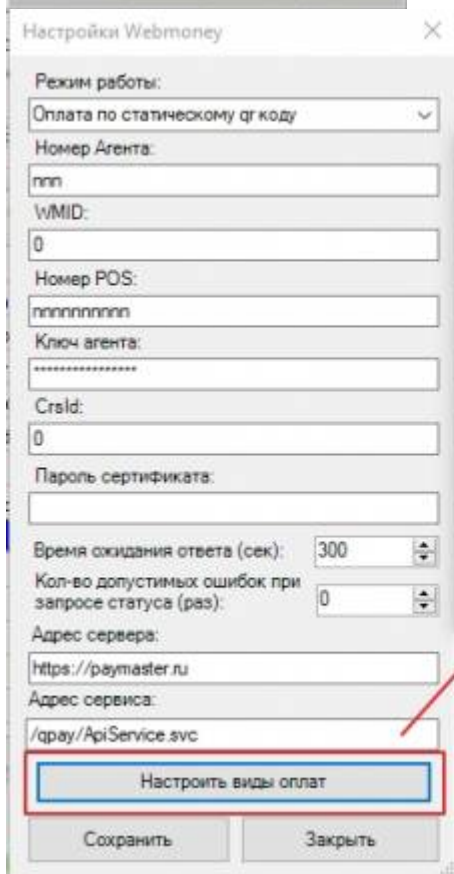 Настройки Webmoney
Режим работы:
Оплата по статическому qr коду
Номер Агента:
nnn
WMID:
0
Номер POS:
nnnnnnnnnn
Ключ агента:
****************
CrsId:
0
Пароль сертификата:
Время ожидания ответа (сек): 300
Кол-во допустимых ошибок при
запросе статуса (раз): 0
Адрес сервера:
https://paymaster.ru
Адрес сервиса:
/qpay/ApiService.svc
Настроить виды оплат
Сохранить Закрыть